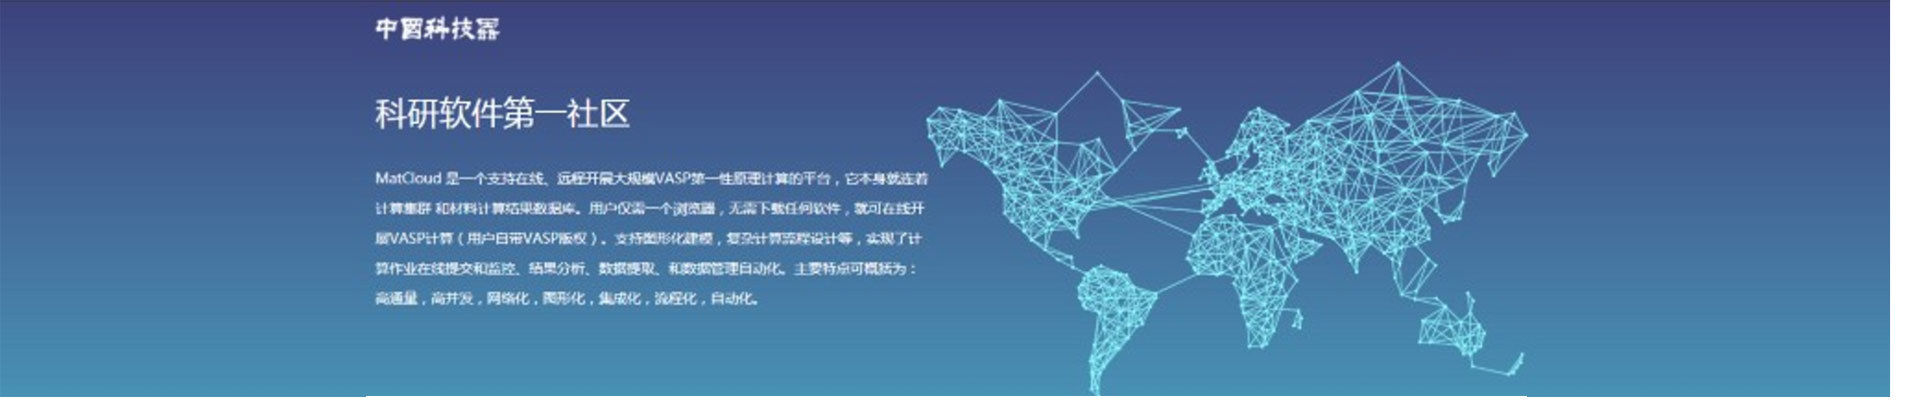 中國科技云
科研软件第一社区
MatCloud 是一个支持在线、远程开展大规模VASP第一性原理计算的平台，它本身就连着
计算集群 和材料计算结果数据库。用户仅需一个浏览器，无需下载任何软件，就可在线开
展VASP计算（用户自带VASP版权）。支持图形化建模，复杂计算流程设计等，实现了计
算作业在线提交和监控、结果分析、数据提取、和数据管理自动化。主要特点可概括为：
高通量，高并发，网络化，图形化，集成化，流程化，自动化。